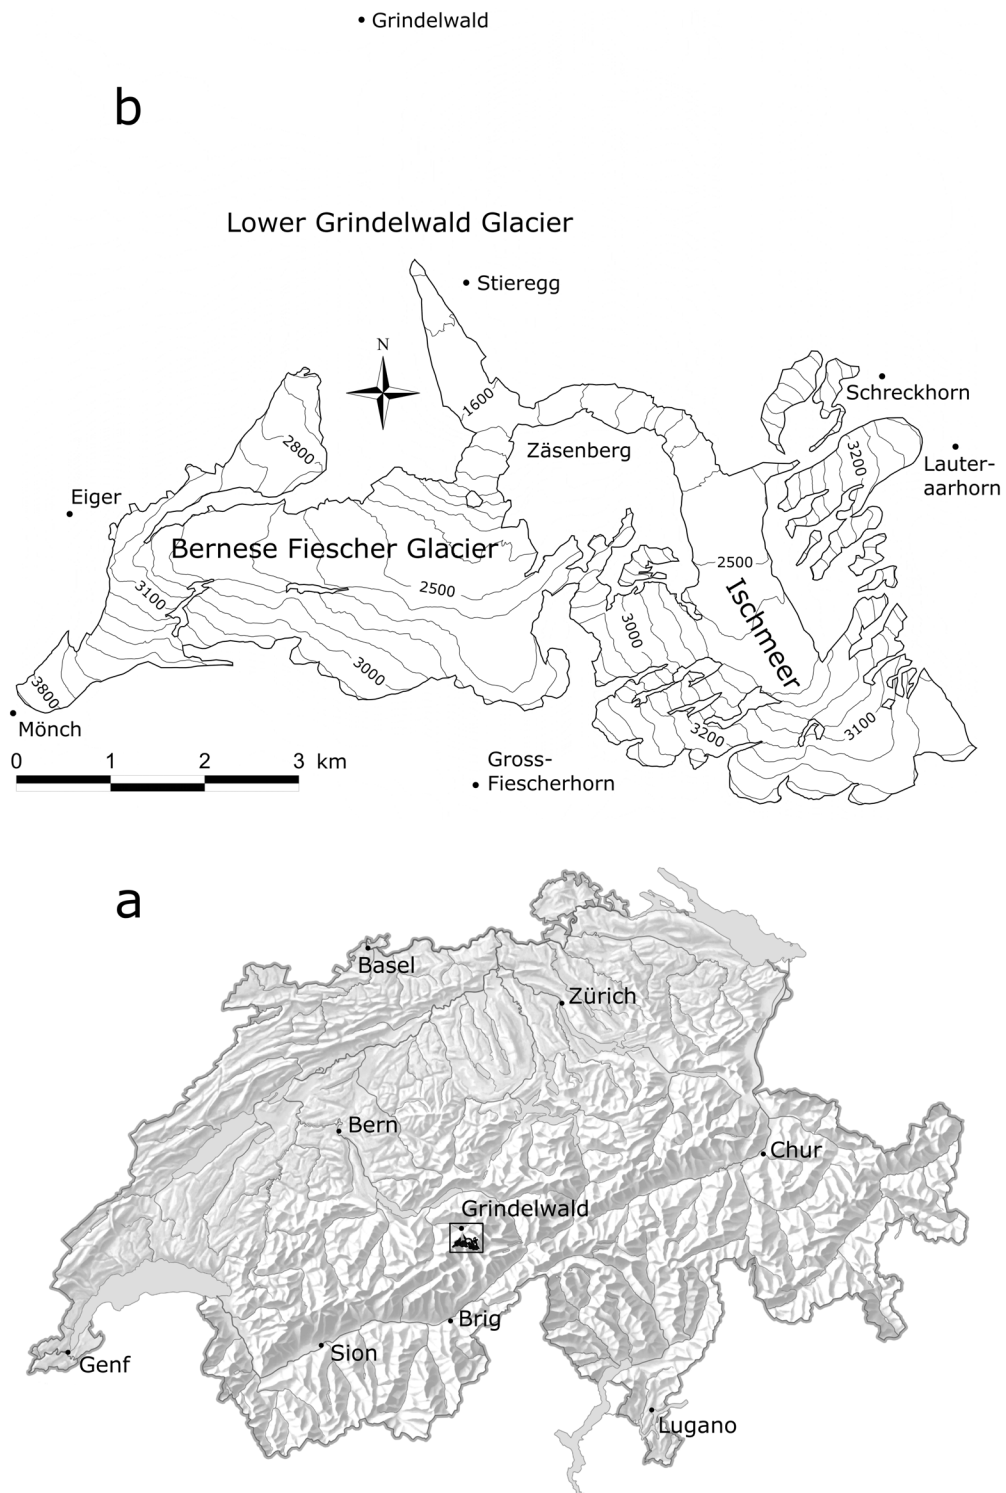 Grindelwald
b
Lower Grindelwald Glacier
Stieregg
N
Schreckhorn
1600
2800
Zäsenberg
3200
Lauter-
aarhorn
Eiger
Bernese Fiescher Glacier
2500
2500
Ischmeer
3100
3000
3000
3800
3200
3100
Mönch
0 1 2 3 km
Gross-
Fiescherhorn
a
Basel
Zürich
Bern
Chur
Grindelwald
Brig
Sion
Genf
Lugano